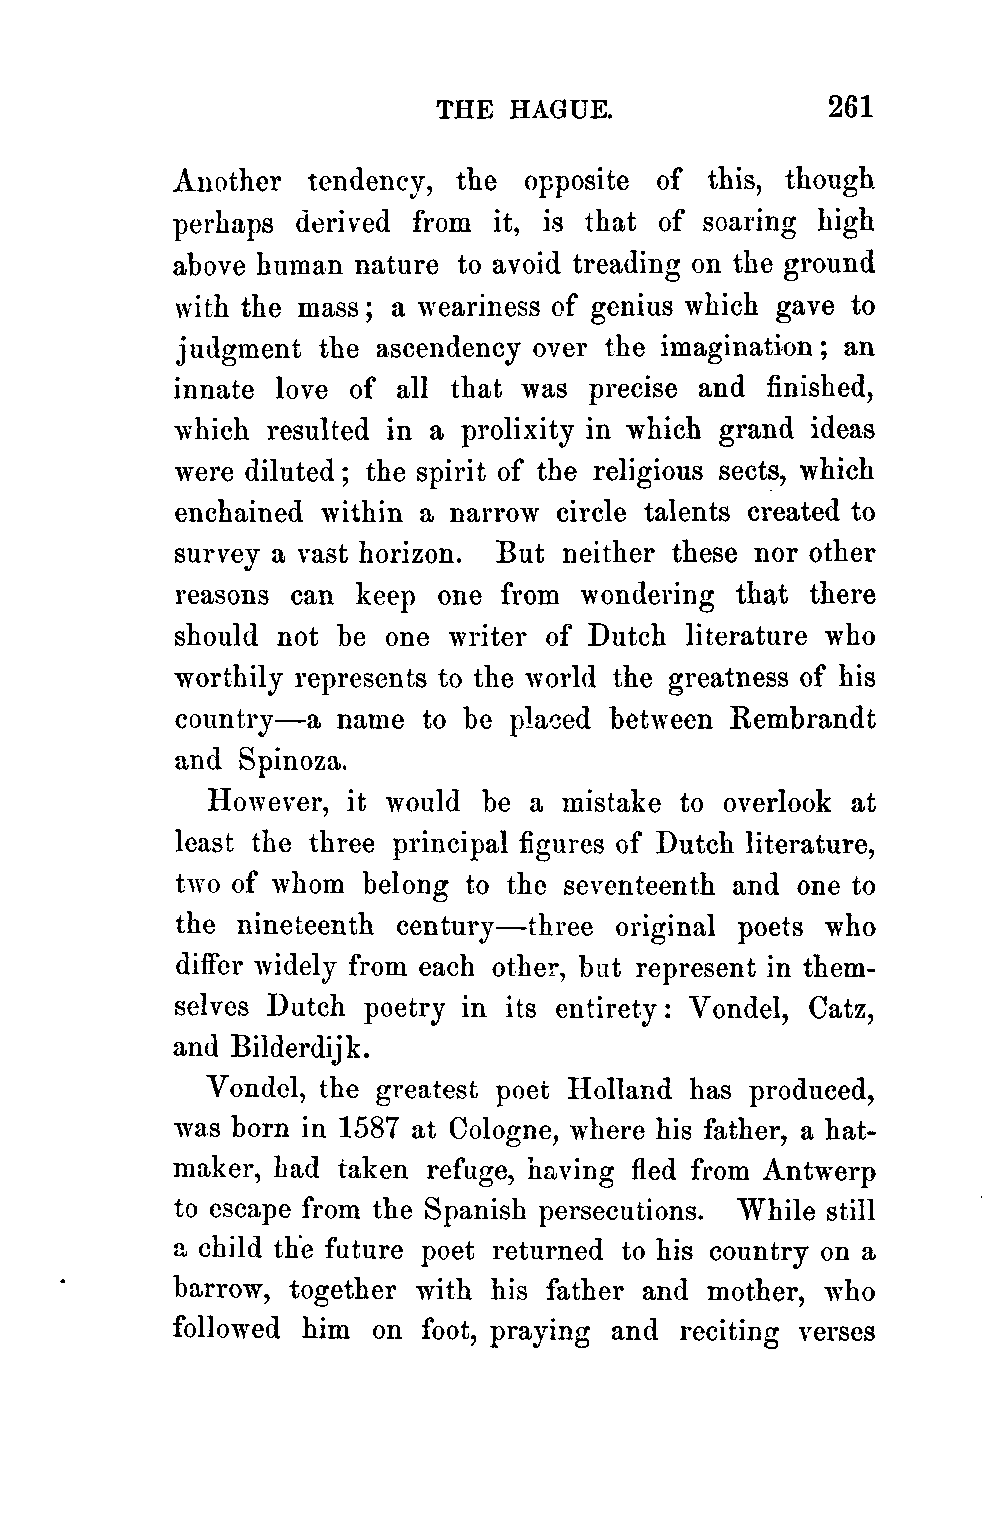 THE HAGUE. 261
Another tendency, the opposite of this, though
perhaps derived from it, is that of soaring high
above human nature to avoid treading on the ground
with the mass; a weariness of genius which gave to
judgment the ascendency over the imagination; an
innate love of all that was precise and finished,
which resulted in a prolixity in which grand ideas
were diluted; the spirit of the religious sects, which
enchained within a narrow circle talents created to
survey a vast horizon. But neither these nor other
reasons can keep one from wondering that there
should not be one writer of Dutch literature who
worthily represents to the world the greatness of his
country—a name to be placed between Rembrandt
and Spinoza.
However, it would be a mistake to overlook at
least the three principal figures of Dutch literature,
two of whom belong to the seventeenth and one to
the nineteenth century—three original poets who
differ widely from each other, but represent in them-
selves Dutch poetry in its entirety: Vondel, Catz,
and Bilderdijk.
Vondel, the greatest poet Holland has produced,
was born in 1587 at Cologne, where his father, a hat-
maker, had taken refuge, having fled from Antwerp
to escape from the Spanish persecutions. While still
a child the future poet returned to his country on a
barrow, together with his father and mother, who
followed him on foot, praying and reciting verses